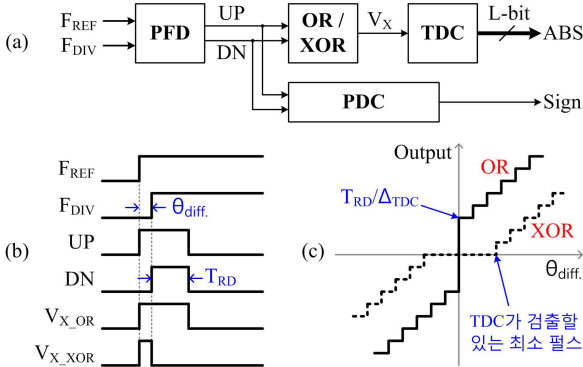 (a)
F_REF
F_DIV
PFD
UP
DN
OR /
XOR
V_X
TDC
L-bit
ABS
PDC
Sign
(b)
F_REF
F_DIV
θ_diff.
UP
DN
T_RD
V_X_OR
V_X_XOR
(c)
Output
OR
T_RD/Δ_TDC
XOR
θ_diff.
TDC가 검출할
있는 최소 펄스